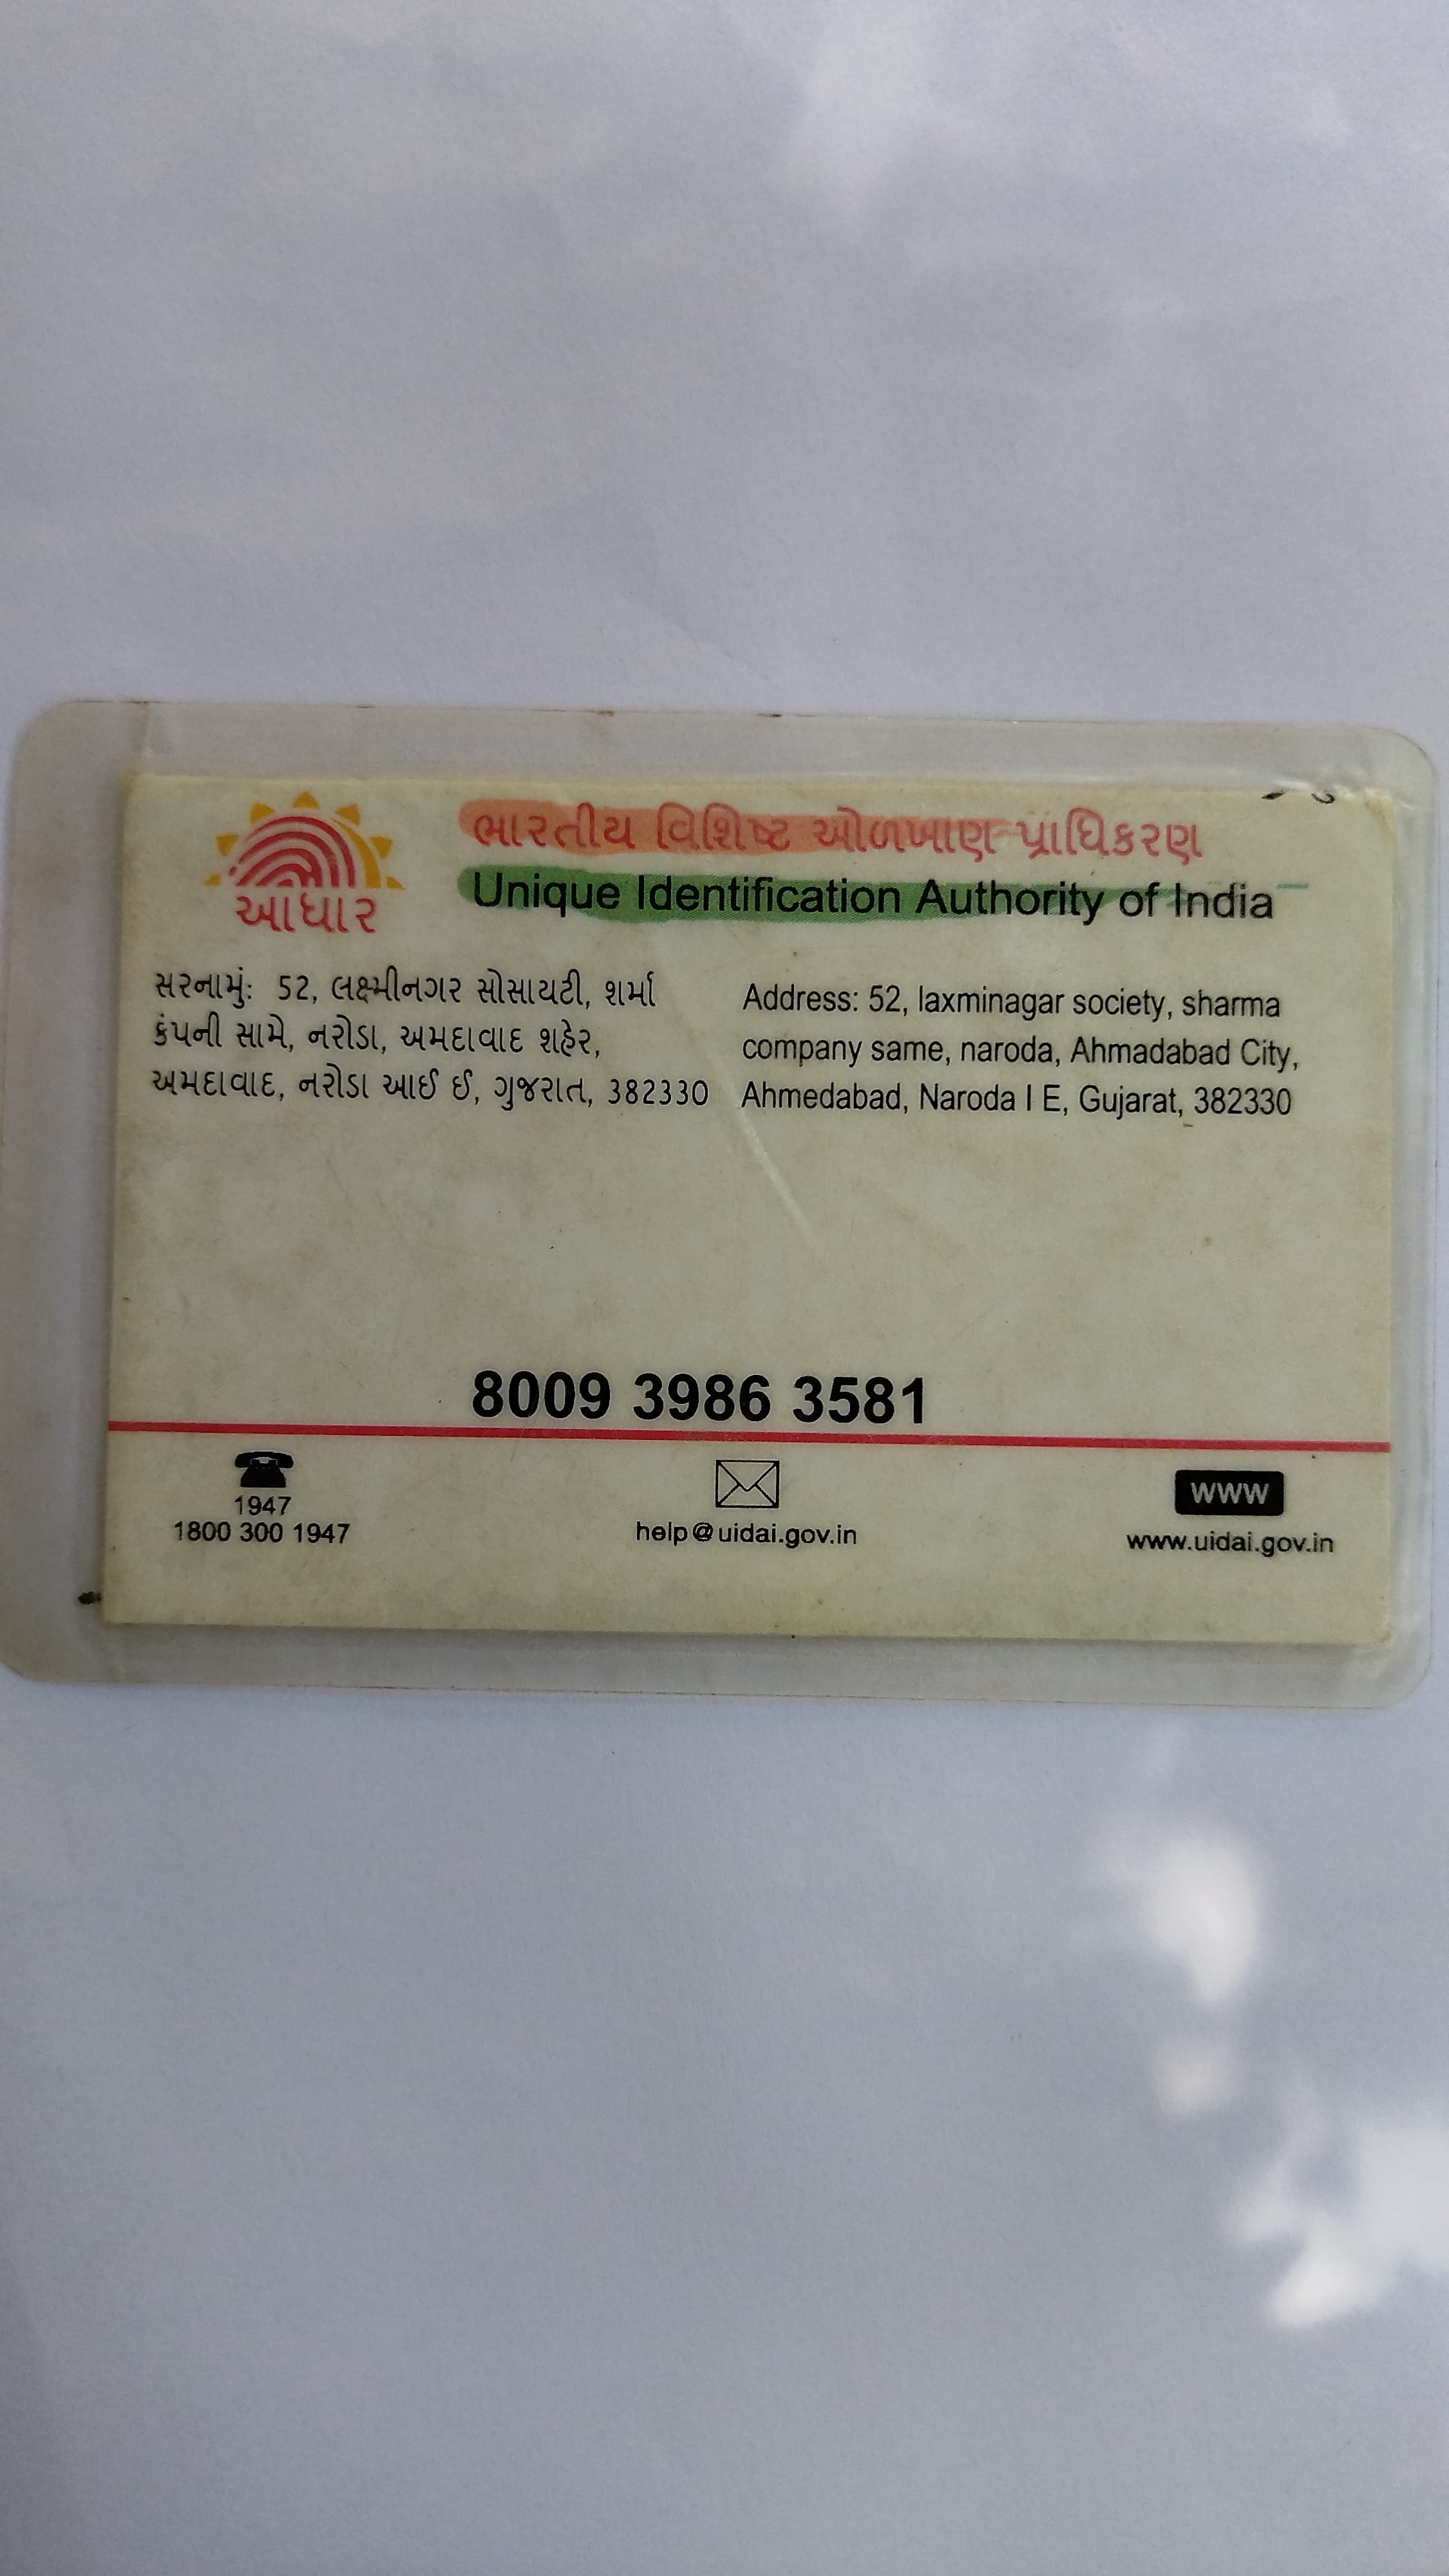 ભારતીય વિશિષ્ટ ઓળખાણ પ્રાધિકરણ
Unique Identification Authority of India
આધાર
સરનામું: 52, લક્ષ્મીનગર સોસાયટી, શર્મા
કંપની સામે, નરોડા, અમદાવાદ શહેર,
અમદાવાદ, નરોડા આઈ ઈ, ગુજરાત, 382330
Address: 52, laxminagar society, sharma
company same, naroda, Ahmadabad City,
Ahmedabad, Naroda I E, Gujarat, 382330
8009 3986 3581
1947
1800 300 1947
help@uidai.gov.in
www
www.uidai.gov.in